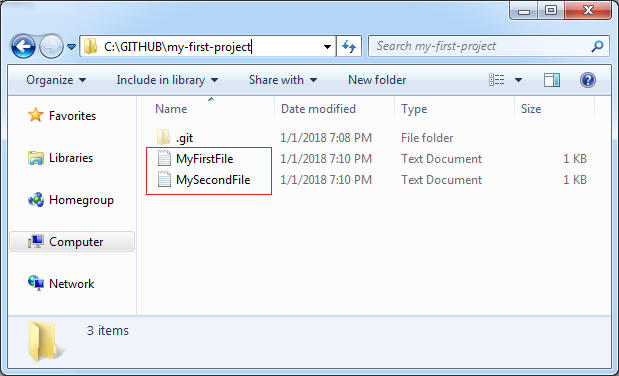 C:\GITHUB\my-first-project
Search my-first-project
Organize Include in library Share with New folder
Name Date modified Type Size
Favorites
Libraries
Homegroup
Computer
Network
.git 1/1/2018 7:08 PM File folder
MyFirstFile 1/1/2018 7:10 PM Text Document 1 KB
MySecondFile 1/1/2018 7:10 PM Text Document 1 KB
3 items